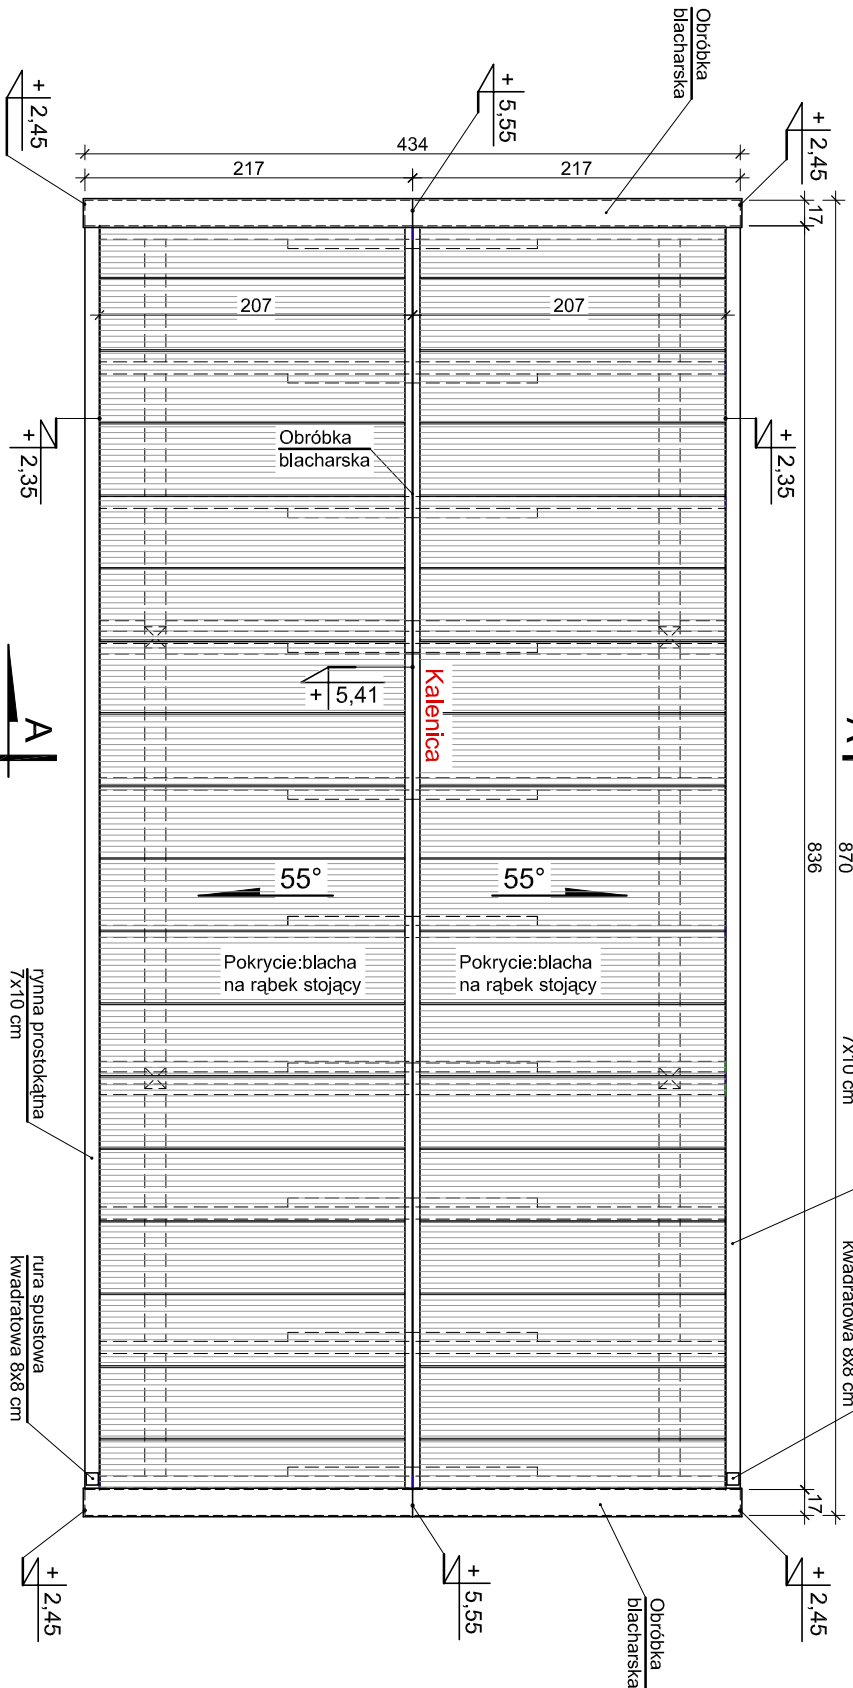 Obróbka
blacharska
+ 2,45
+ 5,55
+ 2,45
434
217
217
17
207
207
Obróbka
blacharska
+ 2,35
+ 2,35
Kalenica
+ 5,41
A
870
836
55°
55°
Pokrycie:blacha
na rąbek stojący
Pokrycie:blacha
na rąbek stojący
rynna prostokątna
7x10 cm
7x10 cm
rura spustowa
kwadratowa 8x8 cm
kwadratowa 8x8 cm
17
+ 2,45
+ 5,55
+ 2,45
Obróbka
blacharska